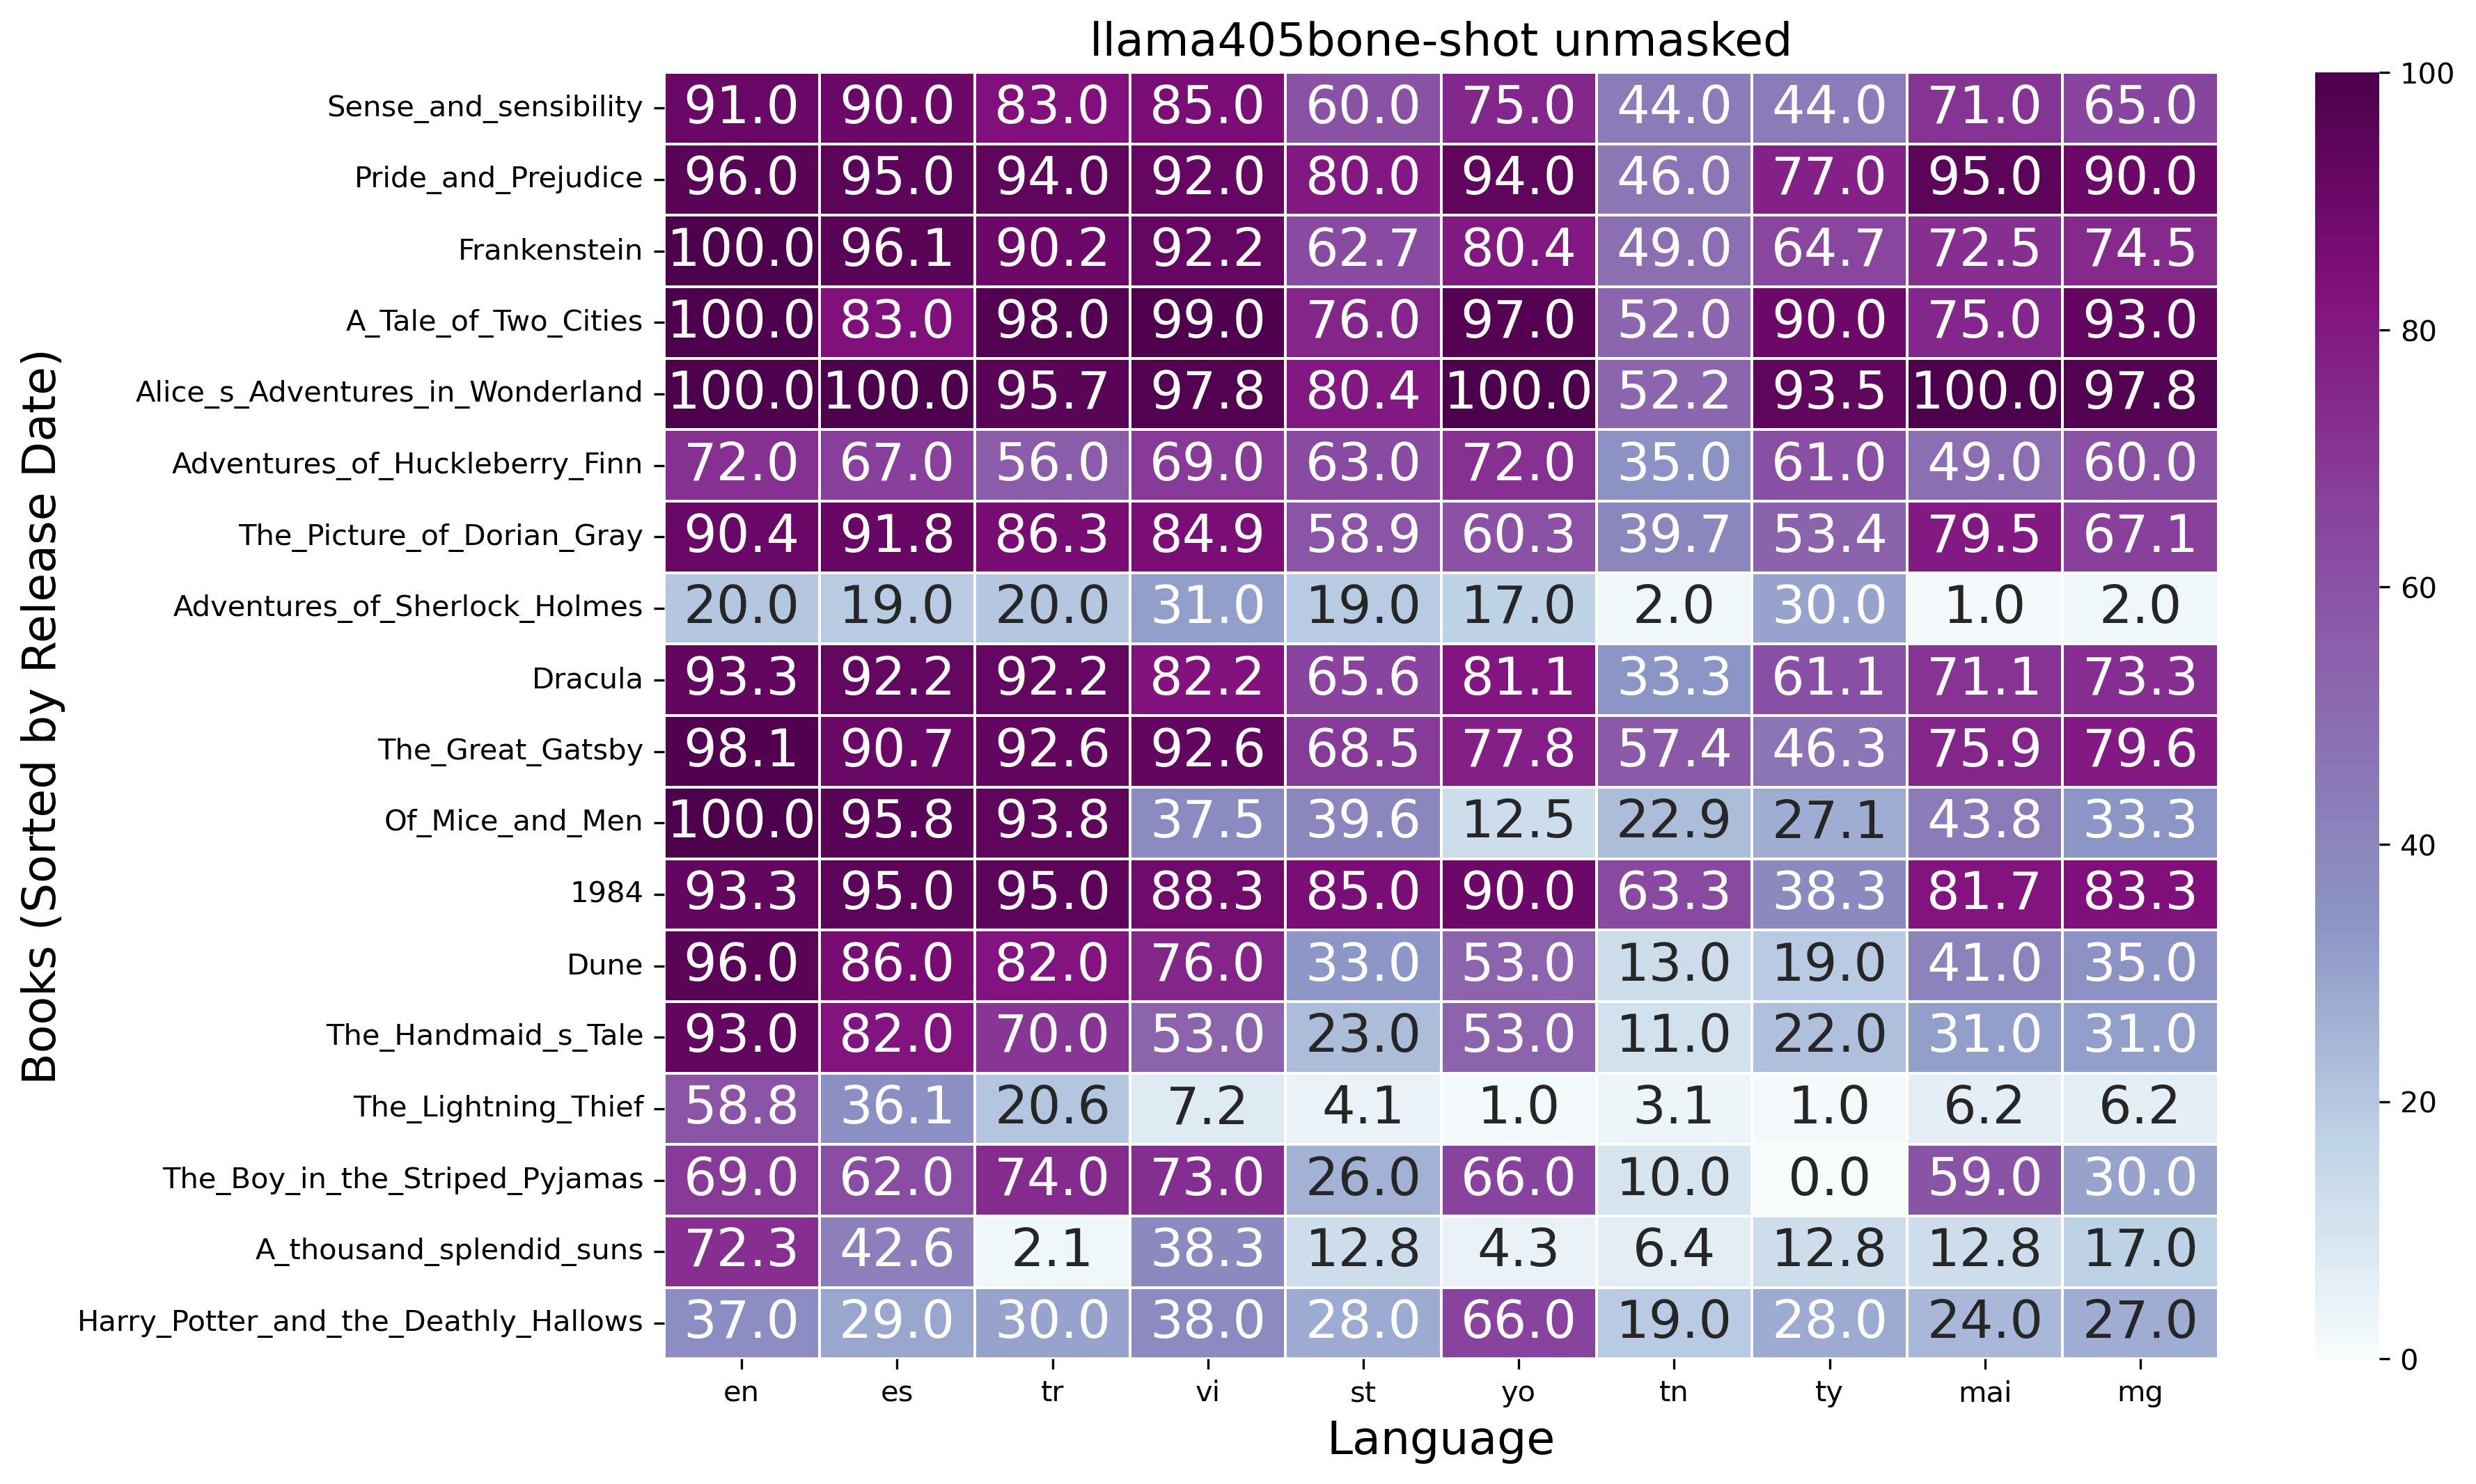 llama405bone-shot unmasked
Books (Sorted by Release Date)
Sense_and_sensibility 91.0 90.0 83.0 85.0 60.0 75.0 44.0 44.0 71.0 65.0
Pride_and_Prejudice 96.0 95.0 94.0 92.0 80.0 94.0 46.0 77.0 95.0 90.0
Frankenstein 100.0 96.1 90.2 92.2 62.7 80.4 49.0 64.7 72.5 74.5
A_Tale_of_Two_Cities 100.0 83.0 98.0 99.0 76.0 97.0 52.0 90.0 75.0 93.0
Alice_s_Adventures_in_Wonderland 100.0 100.0 95.7 97.8 80.4 100.0 52.2 93.5 100.0 97.8
Adventures_of_Huckleberry_Finn 72.0 67.0 56.0 69.0 63.0 72.0 35.0 61.0 49.0 60.0
The_Picture_of_Dorian_Gray 90.4 91.8 86.3 84.9 58.9 60.3 39.7 53.4 79.5 67.1
Adventures_of_Sherlock_Holmes 20.0 19.0 20.0 31.0 19.0 17.0 2.0 30.0 1.0 2.0
Dracula 93.3 92.2 92.2 82.2 65.6 81.1 33.3 61.1 71.1 73.3
The_Great_Gatsby 98.1 90.7 92.6 92.6 68.5 77.8 57.4 46.3 75.9 79.6
Of_Mice_and_Men 100.0 95.8 93.8 37.5 39.6 12.5 22.9 27.1 43.8 33.3
1984 93.3 95.0 95.0 88.3 85.0 90.0 63.3 38.3 81.7 83.3
Dune 96.0 86.0 82.0 76.0 33.0 53.0 13.0 19.0 41.0 35.0
The_Handmaid_s_Tale 93.0 82.0 70.0 53.0 23.0 53.0 11.0 22.0 31.0 31.0
The_Lightning_Thief 58.8 36.1 20.6 7.2 4.1 1.0 3.1 1.0 6.2 6.2
The_Boy_in_the_Striped_Pyjamas 69.0 62.0 74.0 73.0 26.0 66.0 10.0 0.0 59.0 30.0
A_thousand_splendid_suns 72.3 42.6 2.1 38.3 12.8 4.3 6.4 12.8 12.8 17.0
Harry_Potter_and_the_Deathly_Hallows 37.0 29.0 30.0 38.0 28.0 66.0 19.0 28.0 24.0 27.0
en es tr vi st yo tn ty mai mg
Language
100
80
60
40
20
0